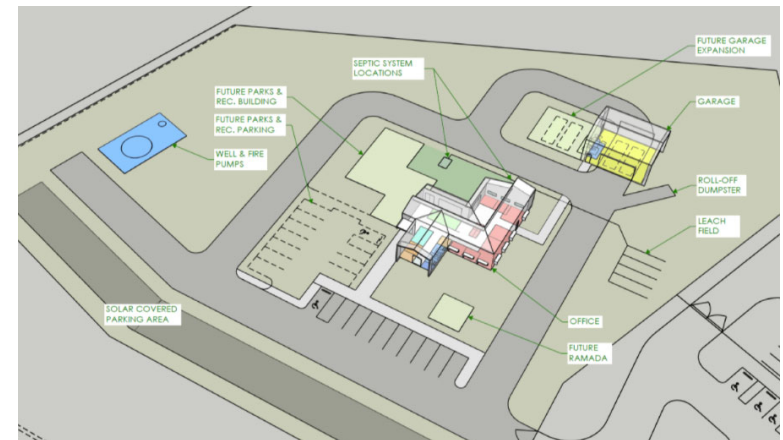 FUTURE GARAGE
EXPANSION
SEPTIC SYSTEM
LOCATIONS
FUTURE PARKS &
REC. BUILDING
GARAGE
FUTURE PARKS &
REC. PARKING
WELL & FIRE
PUMPS
ROLL-OFF
DUMPSTER
LEACH
FIELD
SOLAR COVERED
PARKING AREA
OFFICE
FUTURE
RAMADA